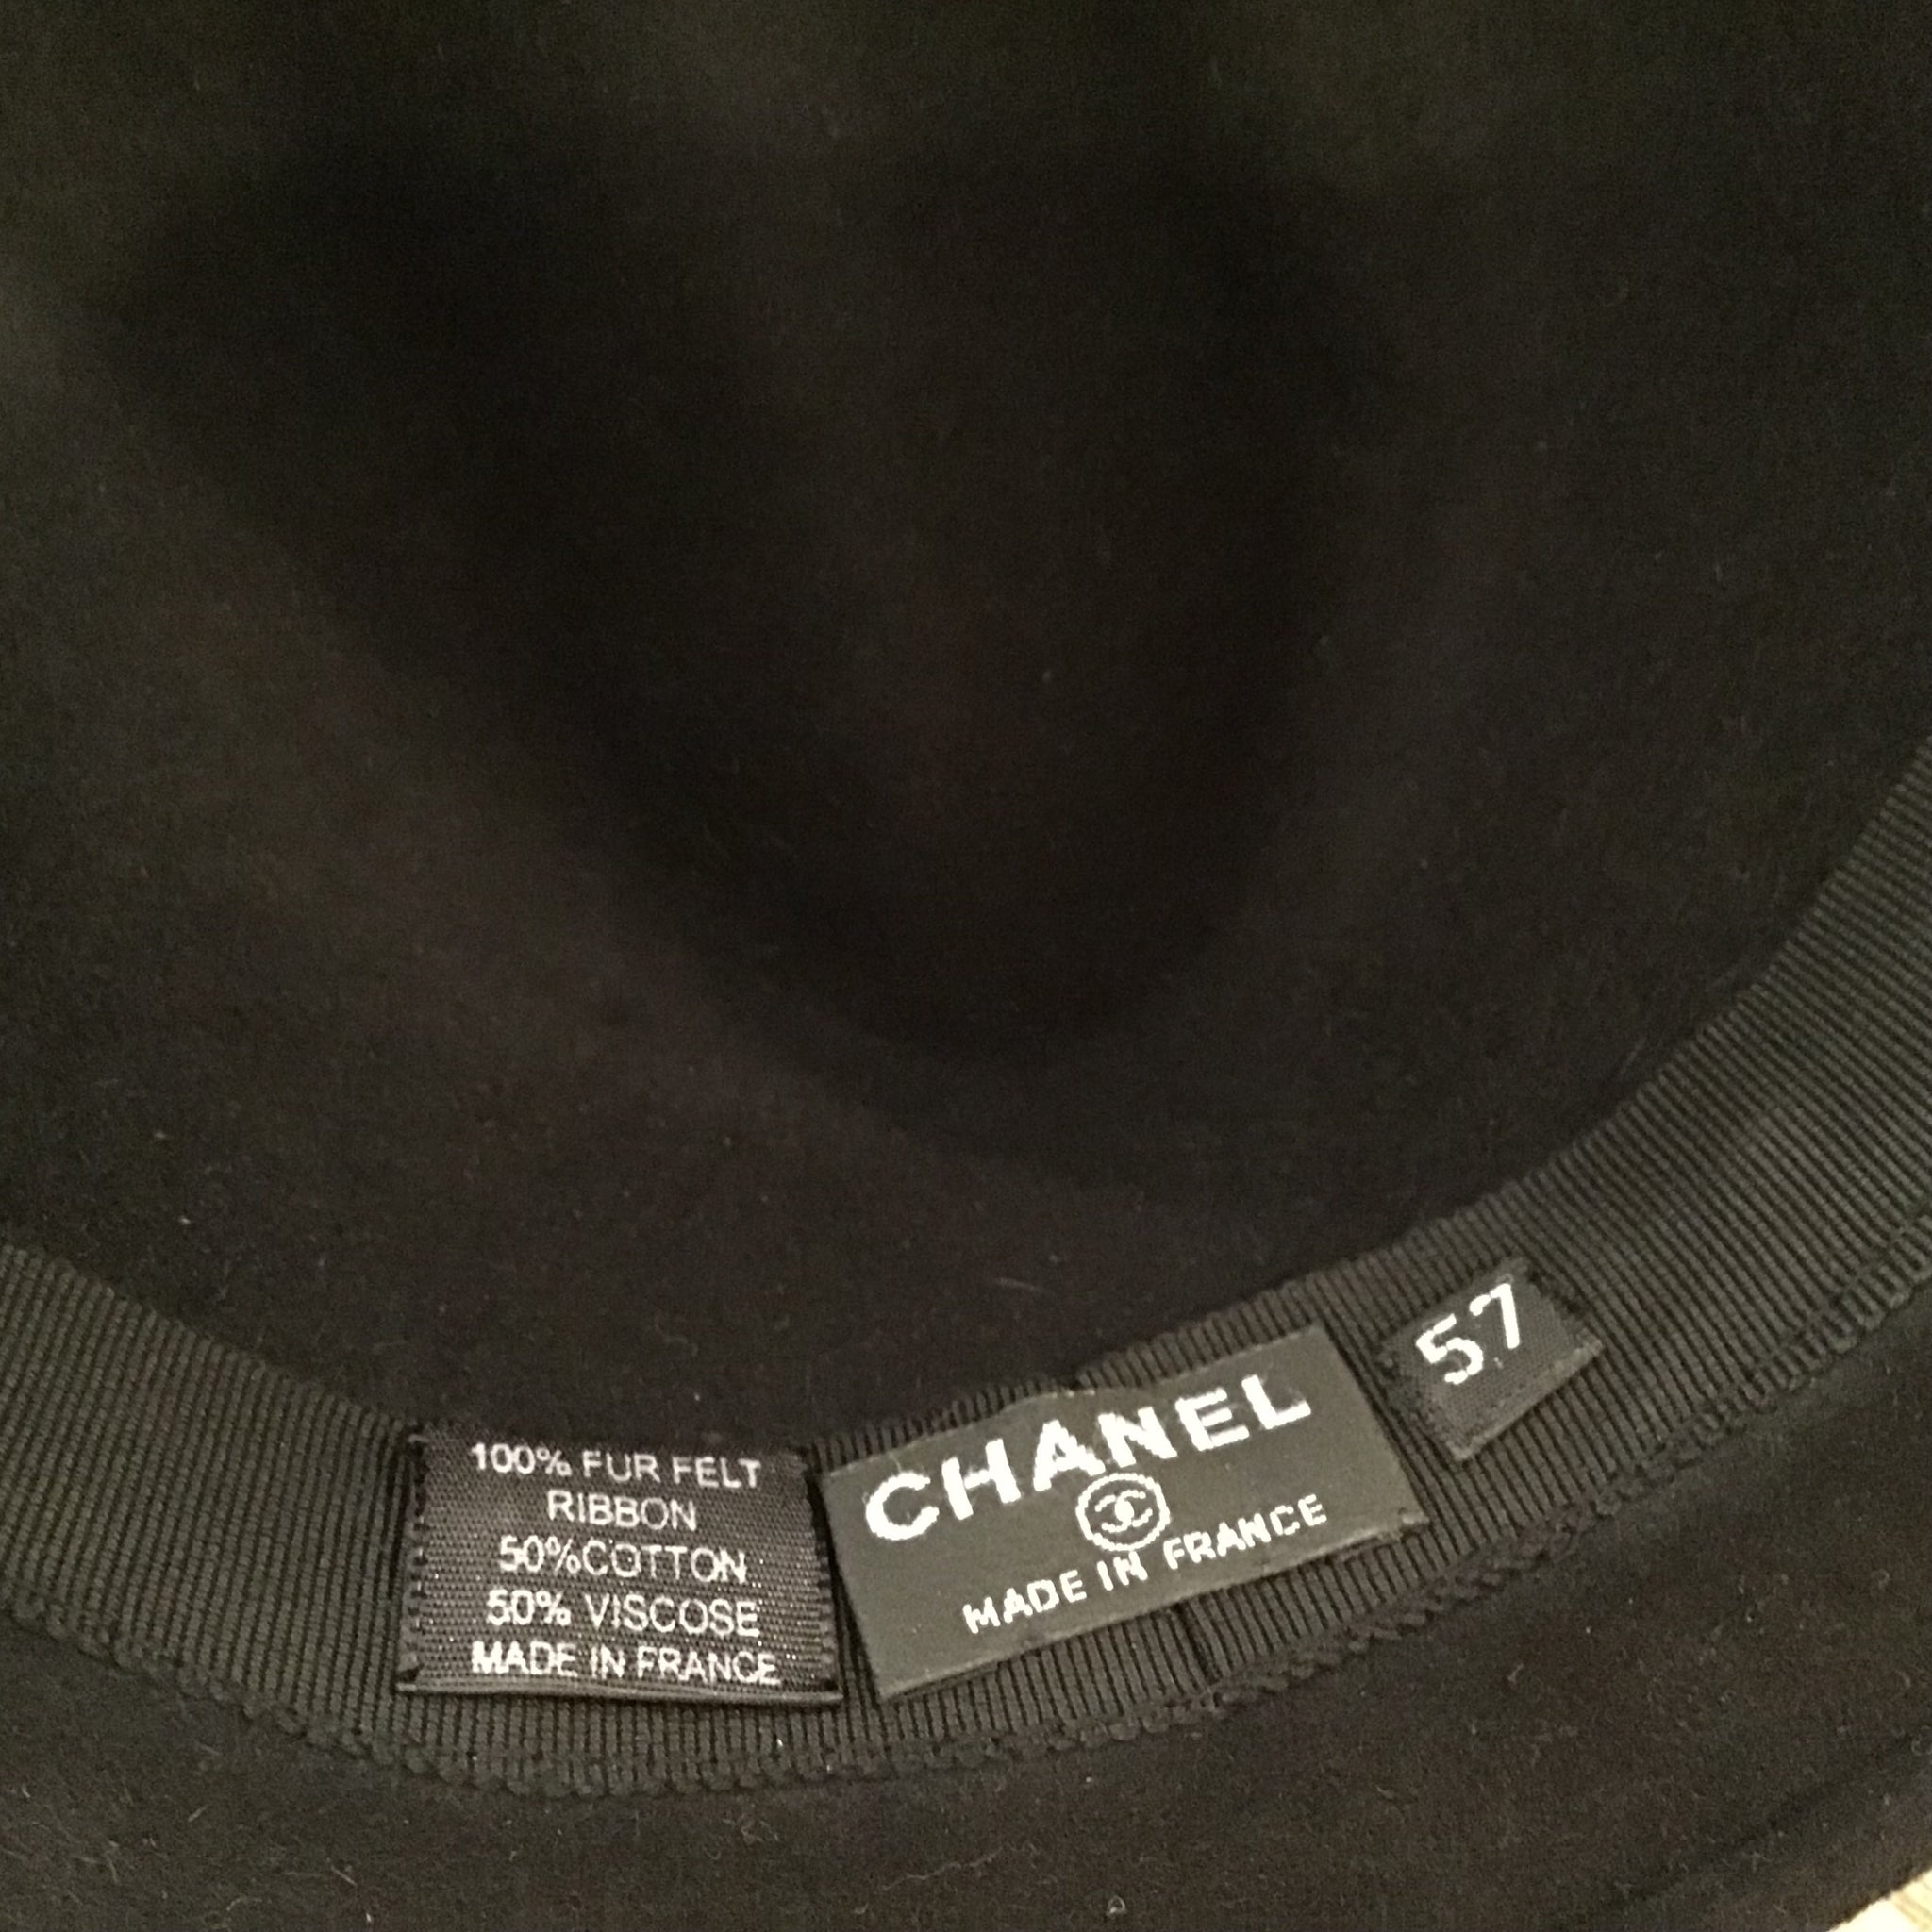 100% FUR FELT
RIBBON
50%COTTON
50% VISCOSE
MADE IN FRANCE
CHANEL
MADE IN FRANCE
57